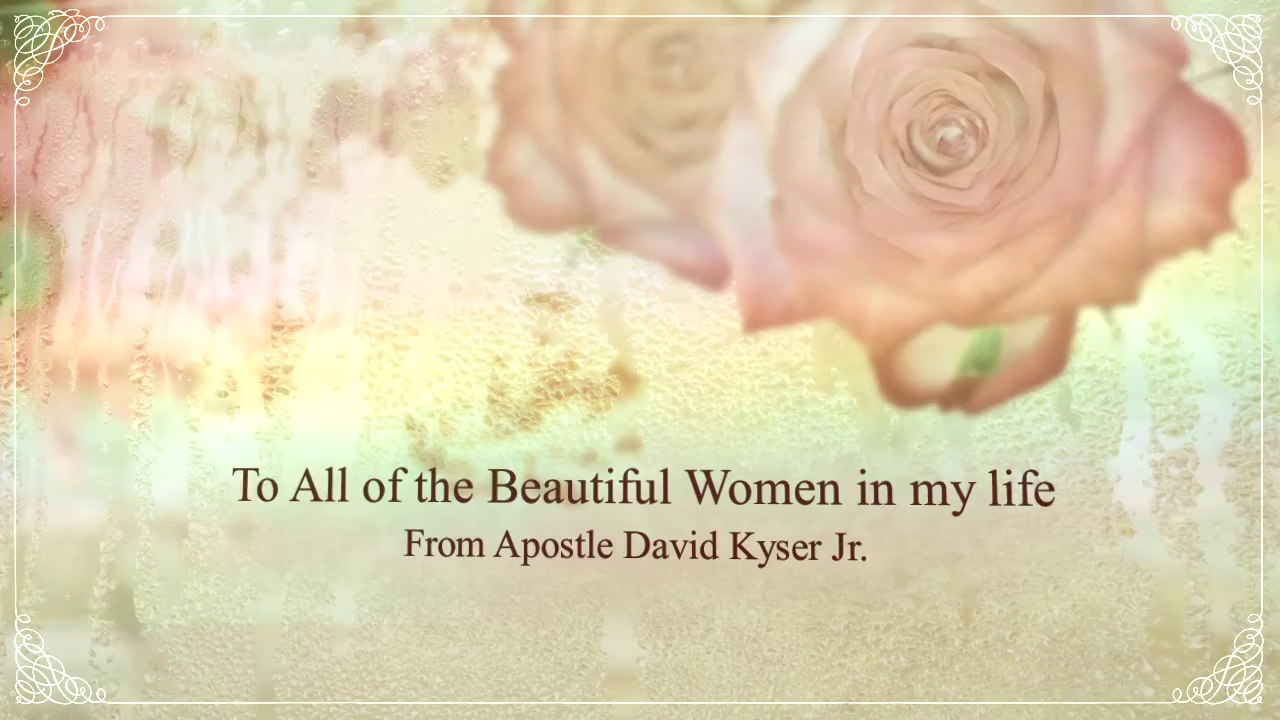 To All of the Beautiful Women in my life
From Apostle David Kyser Jr.